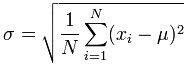 σ = √(1/N ∑_{i=1}^{N} (x_i − μ)²)